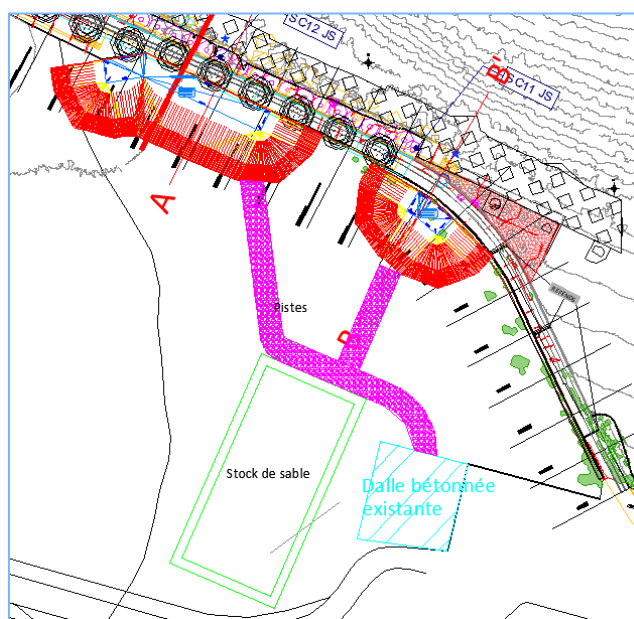 SC12 JS
SC11 JS
B'
A
Pistes
Stock de sable
Dalle bétonnée
existante